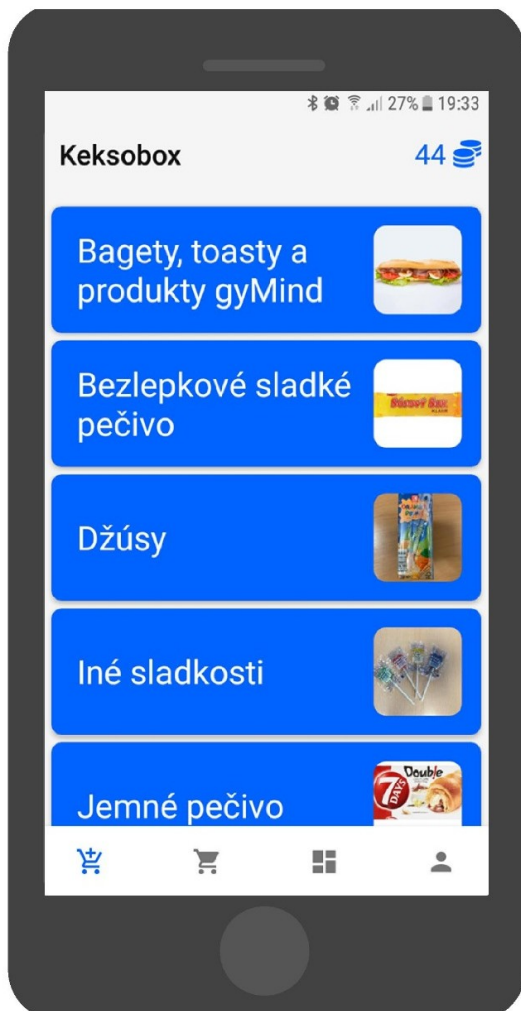 27% 19:33
Keksobox
44
Bagety, toasty a
produkty gyMind
Bezlepkové sladké
pečivo
Džúsy
Iné sladkosti
Jemné pečivo
7
DAYS
Double